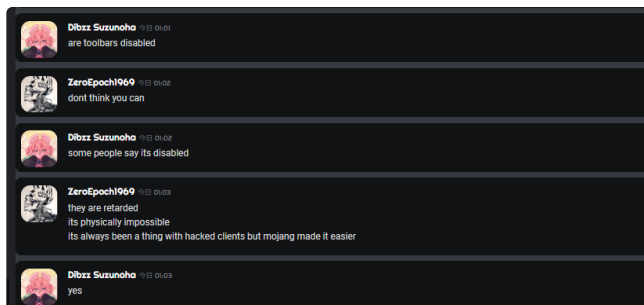 Dibzz Suzunoha 今日 01:01
are toolbars disabled
ZeroEpoch1969 今日 01:02
dont think you can
Dibzz Suzunoha 今日 01:02
some people say its disabled
ZeroEpoch1969 今日 01:03
they are retarded
its physically impossible
its always been a thing with hacked clients but mojang made it easier
Dibzz Suzunoha 今日 01:03
yes